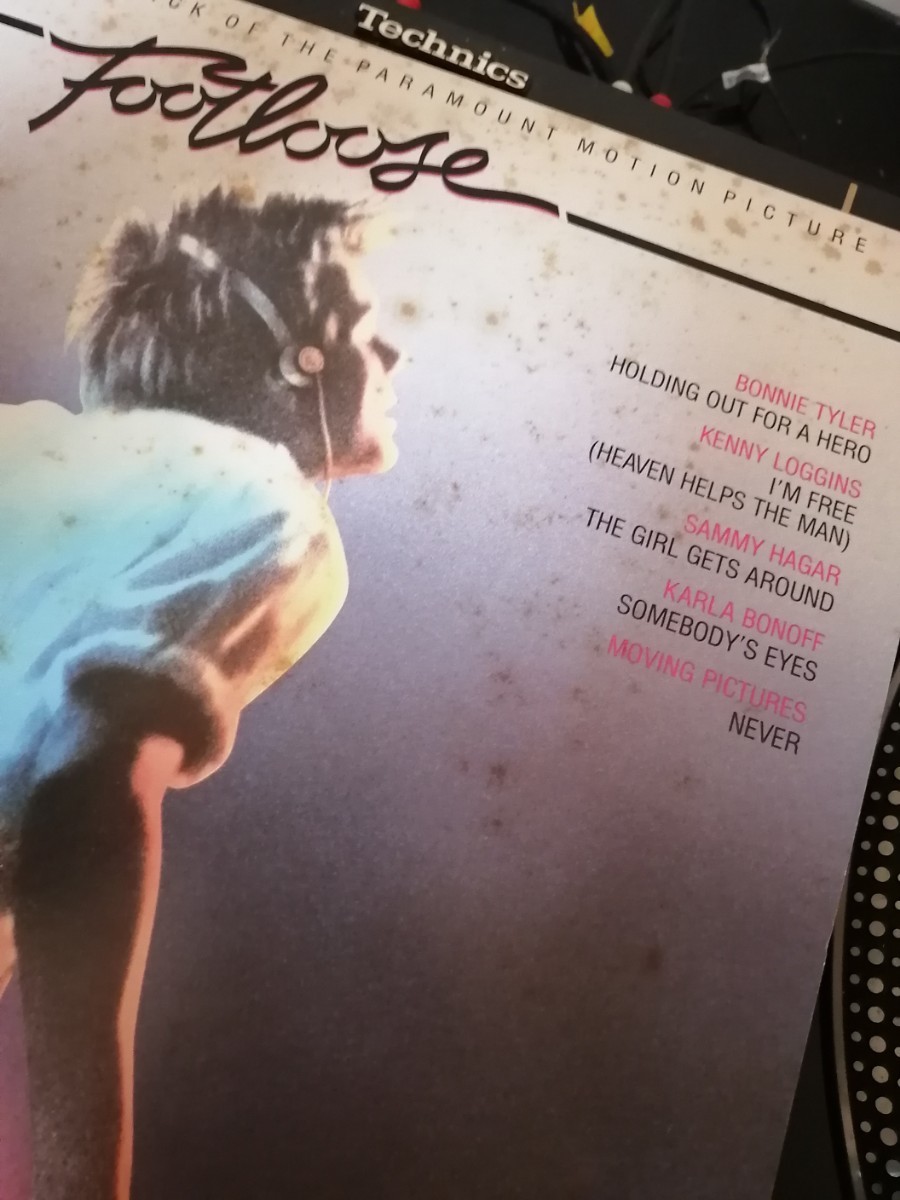 Technics
OF THE PARAMOUNT MOTION PICTURE
Footloose
BONNIE TYLER
HOLDING OUT FOR A HERO
KENNY LOGGINS
I'M FREE
(HEAVEN HELPS THE MAN)
SAMMY HAGAR
THE GIRL GETS AROUND
KARLA BONOFF
SOMEBODY'S EYES
MOVING PICTURES
NEVER